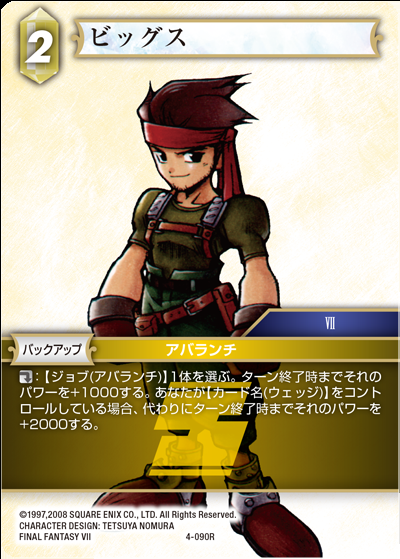 2
ビッグス
VII
バックアップ
アバランチ
：【ジョブ(アバランチ)】1体を選ぶ。ターン終了時までそれの
パワーを+1000する。あなたが【カード名(ウェッジ)】をコント
ロールしている場合、代わりにターン終了時までそれのパワーを
+2000する。
©1997,2008 SQUARE ENIX CO., LTD. All Rights Reserved.
CHARACTER DESIGN: TETSUYA NOMURA
FINAL FANTASY VII
4-090R